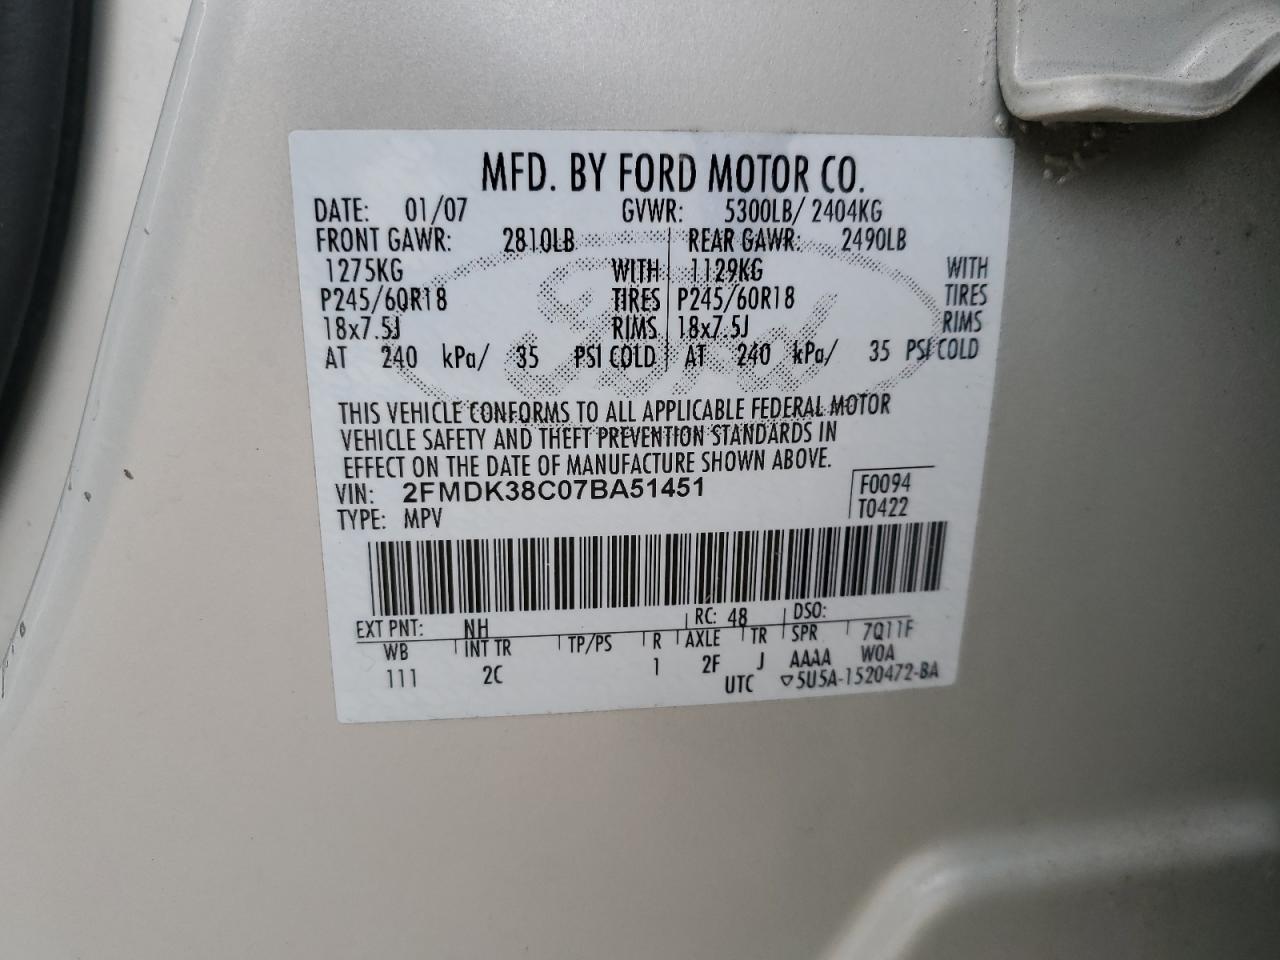 MFD. BY FORD MOTOR CO.
DATE: 01/07 GVWR: 5300LB/ 2404KG
FRONT GAWR: 2810LB REAR GAWR: 2490LB
1275KG WITH 1129KG WITH
P245/60R18 TIRES P245/60R18 TIRES
18x7.5J RIMS 18x7.5J RIMS
AT 240 kPa/ 35 PSI COLD AT 240 kPa/ 35 PSI COLD
Ford
THIS VEHICLE CONFORMS TO ALL APPLICABLE FEDERAL MOTOR
VEHICLE SAFETY AND THEFT PREVENTION STANDARDS IN
EFFECT ON THE DATE OF MANUFACTURE SHOWN ABOVE.
VIN: 2FMDK38C07BA51451 F0094
TYPE: MPV T0422
EXT PNT: NH RC: 48 DSO:
WB INT TR TP/PS R AXLE TR SPR 7Q11F
111 2C 1 2F J AAAA W0A
UTC ▽5U5A-1520472-BA